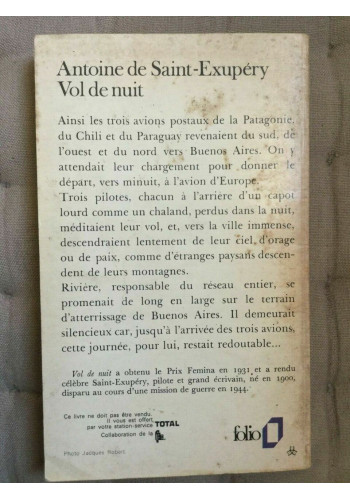 Antoine de Saint-Exupéry
Vol de nuit
Ainsi les trois avions postaux de la Patagonie,
du Chili et du Paraguay revenaient du sud, de
l'ouest et du nord vers Buenos Aires. On y
attendait leur chargement pour donner le
départ, vers minuit, à l'avion d'Europe.
Trois pilotes, chacun à l'arrière d'un capot
lourd comme un chaland, perdus dans la nuit,
méditaient leur vol, et, vers la ville immense,
descendraient lentement de leur ciel d'orage
ou de paix, comme d'étranges paysans descen-
dent de leurs montagnes.
Rivière, responsable du réseau entier, se
promenait de long en large sur le terrain
d'atterrissage de Buenos Aires. Il demeurait
silencieux car, jusqu'à l'arrivée des trois avions,
cette journée, pour lui, restait redoutable...
Vol de nuit a obtenu le Prix Femina en 1931 et a rendu
célèbre Saint-Exupéry, pilote et grand écrivain, né en 1900,
disparu au cours d'une mission de guerre en 1944.
Ce livre ne doit pas être vendu.
Il vous est offert
par votre station-service TOTAL
Collaboration de la
folio
Photo Jacques Robert